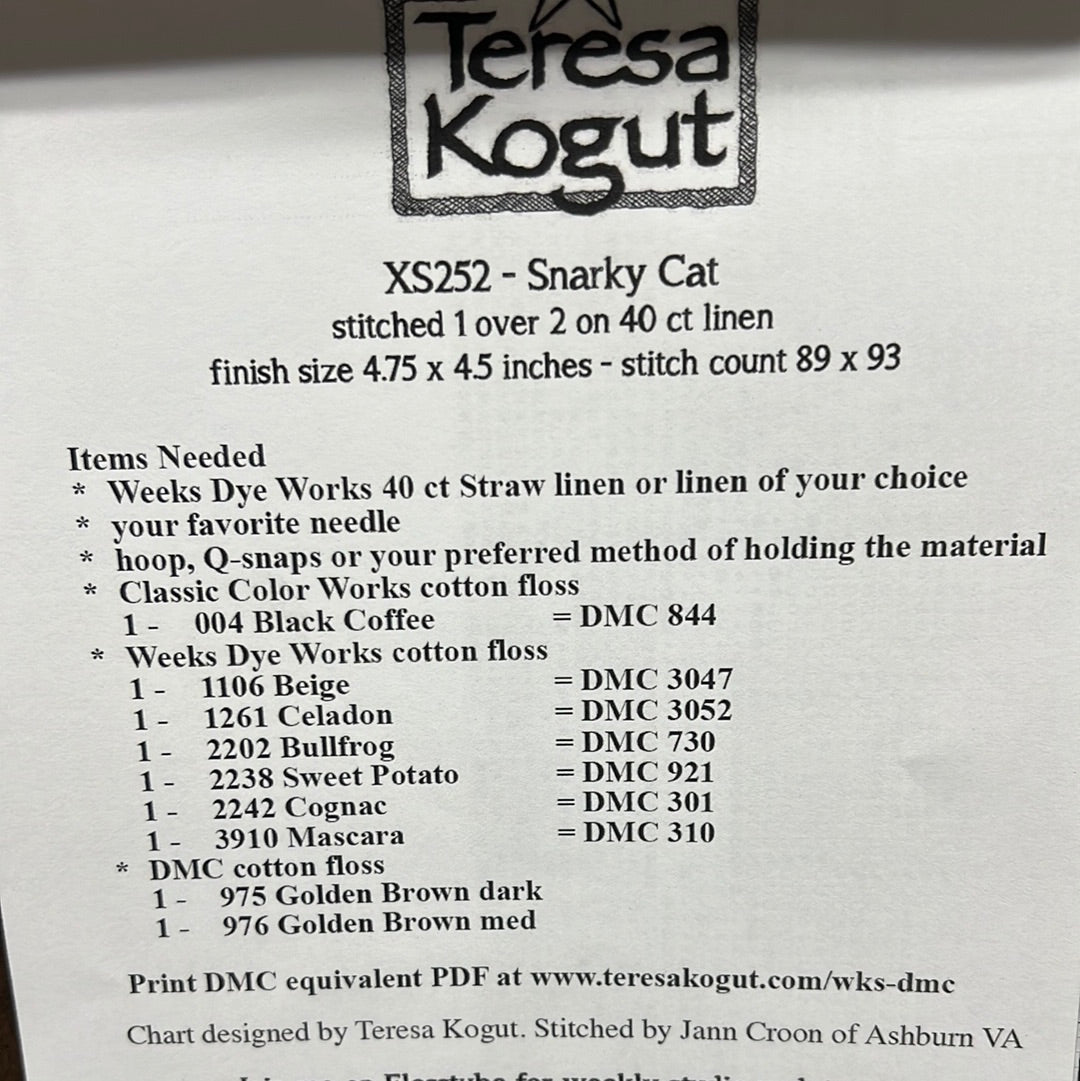 Teresa
Kogut
XS252 - Snarky Cat
stitched 1 over 2 on 40 ct linen
finish size 4.75 x 4.5 inches - stitch count 89 x 93
Items Needed
* Weeks Dye Works 40 ct Straw linen or linen of your choice
* your favorite needle
* hoop, Q-snaps or your preferred method of holding the material
* Classic Color Works cotton floss
1 - 004 Black Coffee = DMC 844
* Weeks Dye Works cotton floss
1 - 1106 Beige = DMC 3047
1 - 1261 Celadon = DMC 3052
1 - 2202 Bullfrog = DMC 730
1 - 2238 Sweet Potato = DMC 921
1 - 2242 Cognac = DMC 301
1 - 3910 Mascara = DMC 310
* DMC cotton floss
1 - 975 Golden Brown dark
1 - 976 Golden Brown med
Print DMC equivalent PDF at www.teresakogut.com/wks-dmc
Chart designed by Teresa Kogut. Stitched by Jann Croon of Ashburn VA